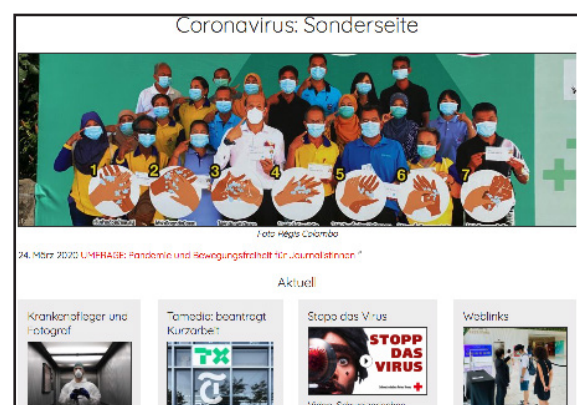 Coronavirus: Sonderseite
1 2 3 4 5 6 7
Foto Régis Colombo
24. März 2020 UMFRAGE: Pandemie und Bewegungsfreiheit für Journalistinnen "
Aktuell
Krankenpfleger und
Fotograf
Tamedia: beantragt
Kurzarbeit
TX
T
Stopp das Virus
STOPP
DAS
VIRUS
Weblinks